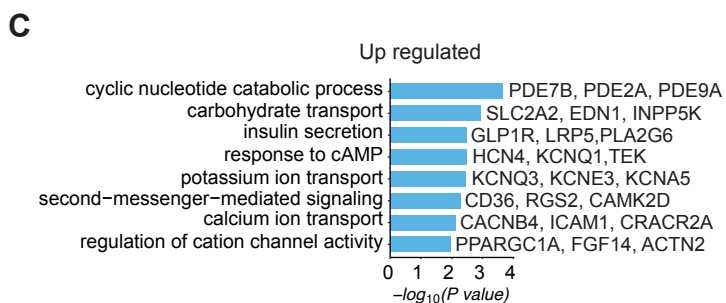 C
Up regulated
cyclic nucleotide catabolic process PDE7B, PDE2A, PDE9A
carbohydrate transport SLC2A2, EDN1, INPP5K
insulin secretion GLP1R, LRP5,PLA2G6
response to cAMP HCN4, KCNQ1,TEK
potassium ion transport KCNQ3, KCNE3, KCNA5
second−messenger−mediated signaling CD36, RGS2, CAMK2D
calcium ion transport CACNB4, ICAM1, CRACR2A
regulation of cation channel activity PPARGC1A, FGF14, ACTN2
0 1 2 3 4
−log10(P value)